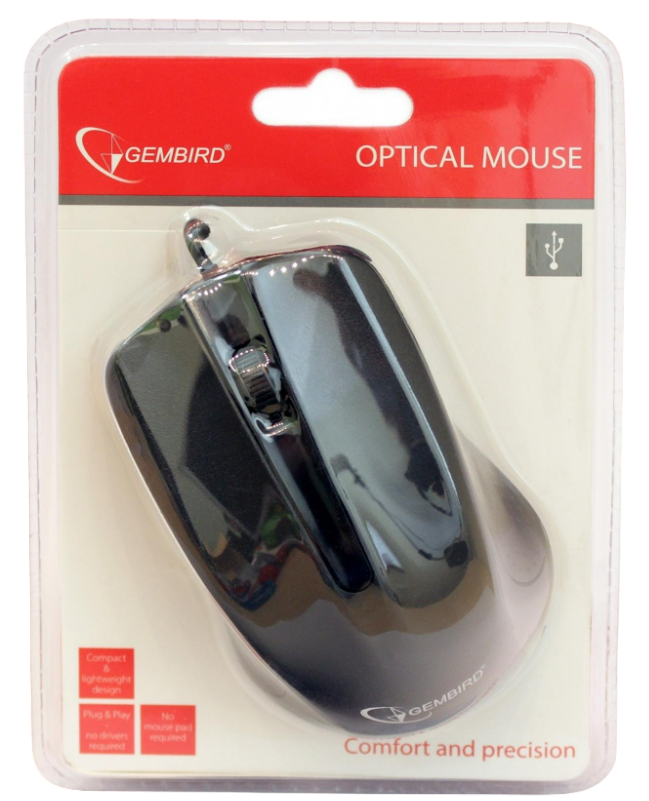 GEMBIRD®
OPTICAL MOUSE
GEMBIRD®
Compact
&
lightweight
design
Plug & Play
no drivers
required
No
mouse pad
required
Comfort and precision